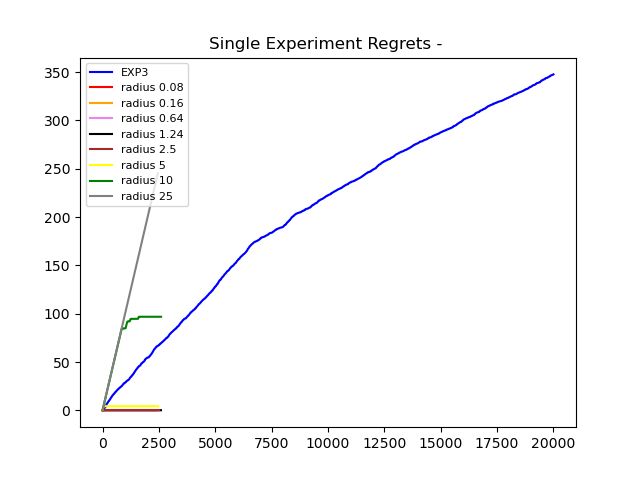 Single Experiment Regrets -
350
300
250
200
150
100
50
0
EXP3
radius 0.08
radius 0.16
radius 0.64
radius 1.24
radius 2.5
radius 5
radius 10
radius 25
0 2500 5000 7500 10000 12500 15000 17500 20000